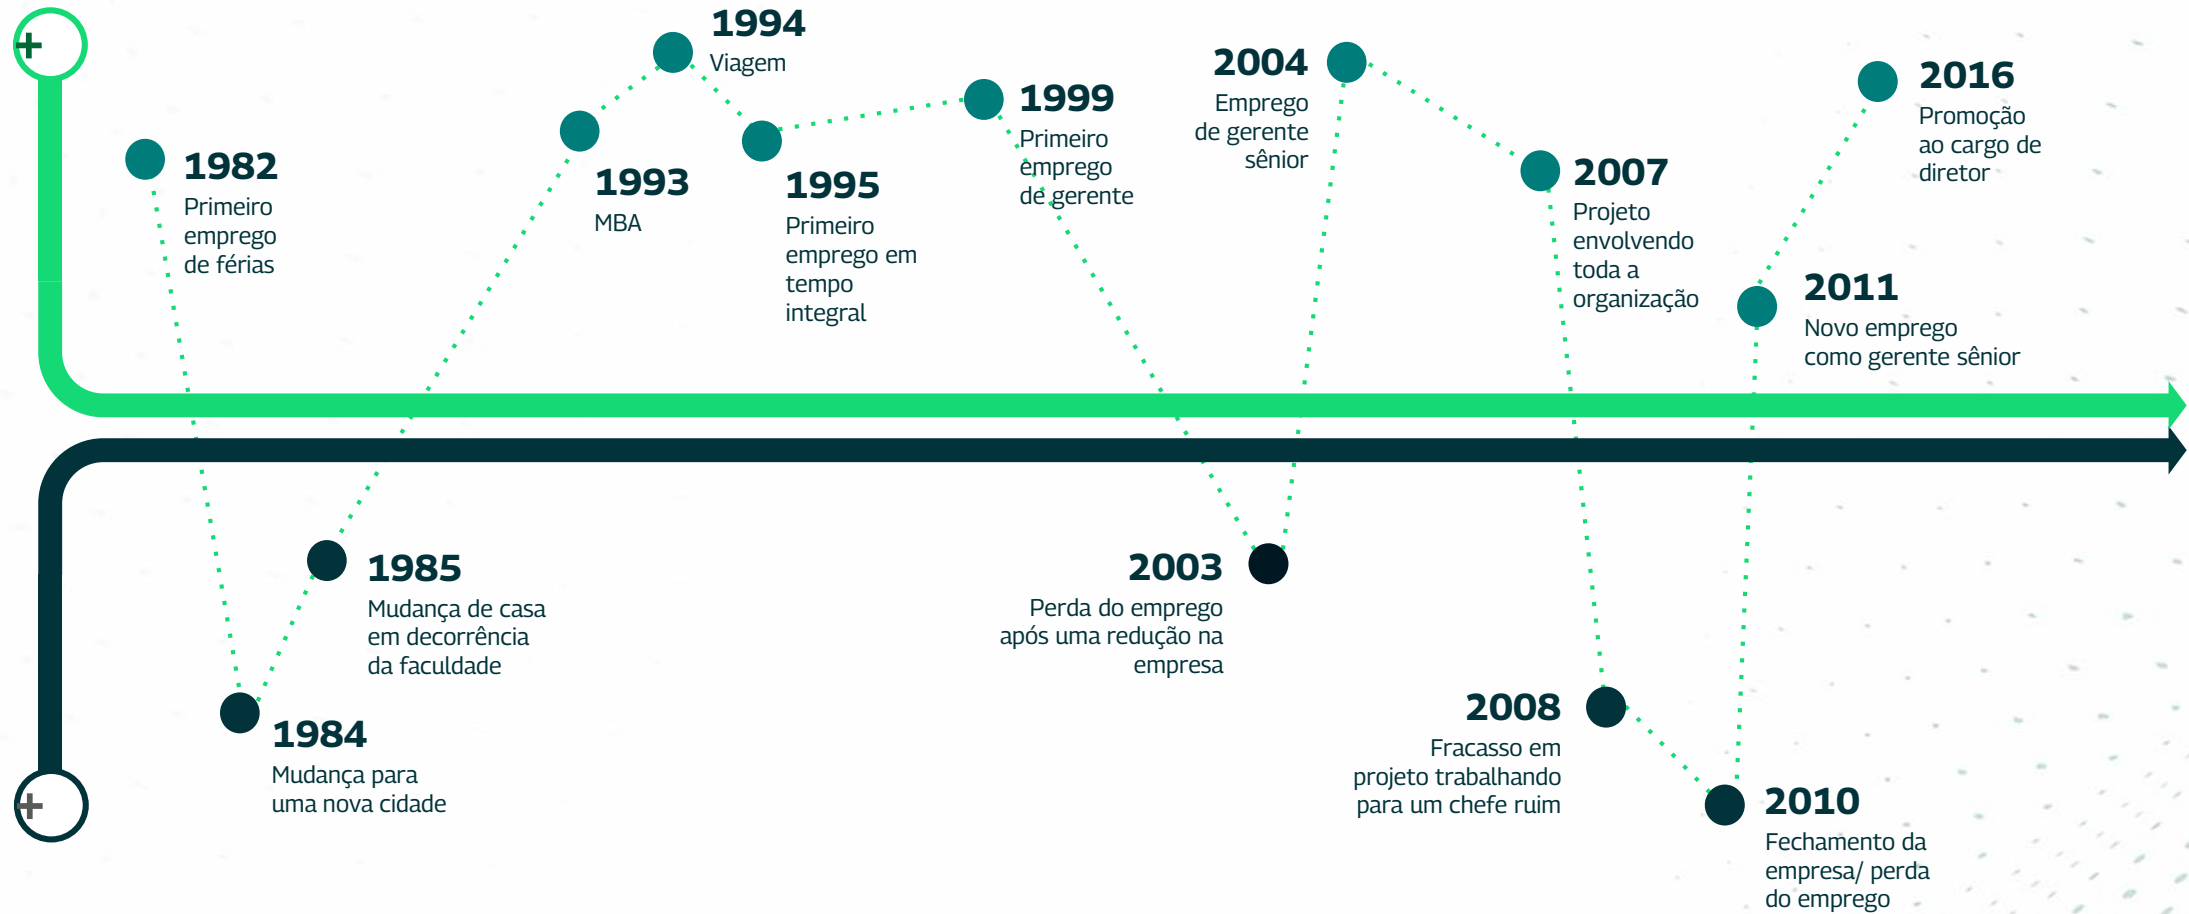 +
1982
Primeiro
emprego
de férias
1984
Mudança para
uma nova cidade
1985
Mudança de casa
em decorrência
da faculdade
1993
MBA
1994
Viagem
1995
Primeiro
emprego em
tempo
integral
1999
Primeiro
emprego
de gerente
2003
Perda do emprego
após uma redução na
empresa
2004
Emprego
de gerente
sênior
2007
Projeto
envolvendo
toda a
organização
2008
Fracasso em
projeto trabalhando
para um chefe ruim
2010
Fechamento da
empresa/ perda
do emprego
2011
Novo emprego
como gerente sênior
2016
Promoção
ao cargo de
diretor
+